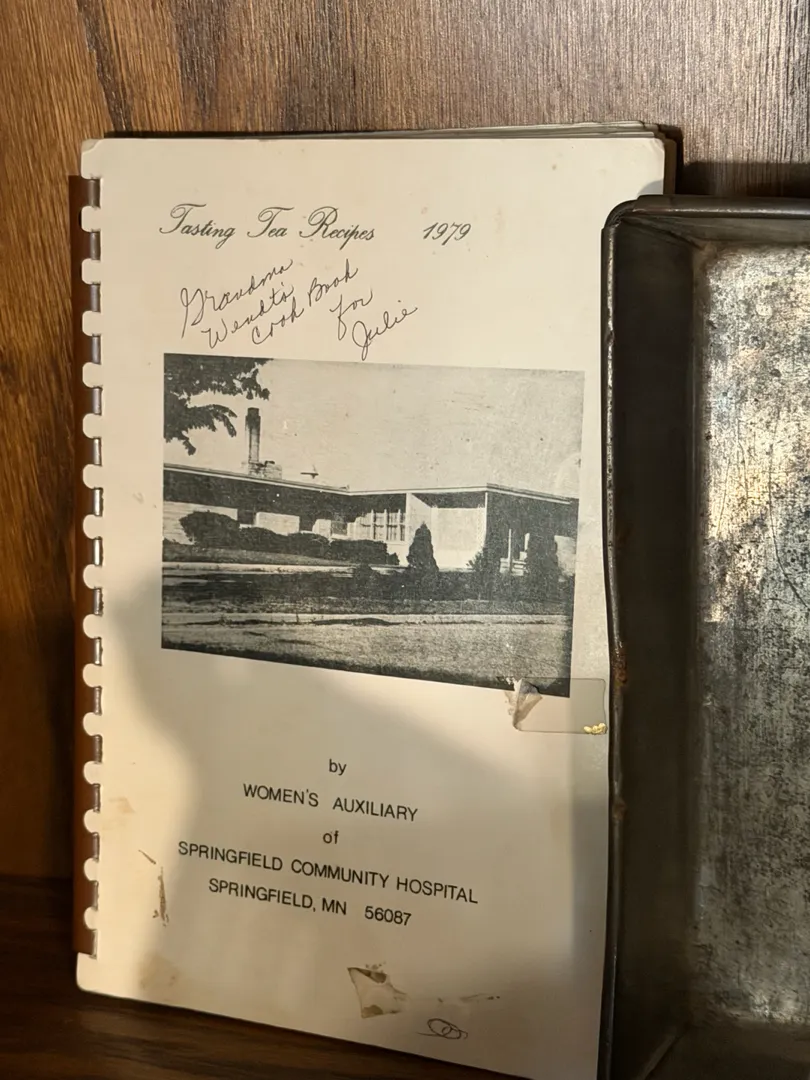 Tasting Tea Recipes 1979
Grandma
Wendt's
Cook Book
for
Julie
by
WOMEN'S AUXILIARY
of
SPRINGFIELD COMMUNITY HOSPITAL
SPRINGFIELD, MN 56087